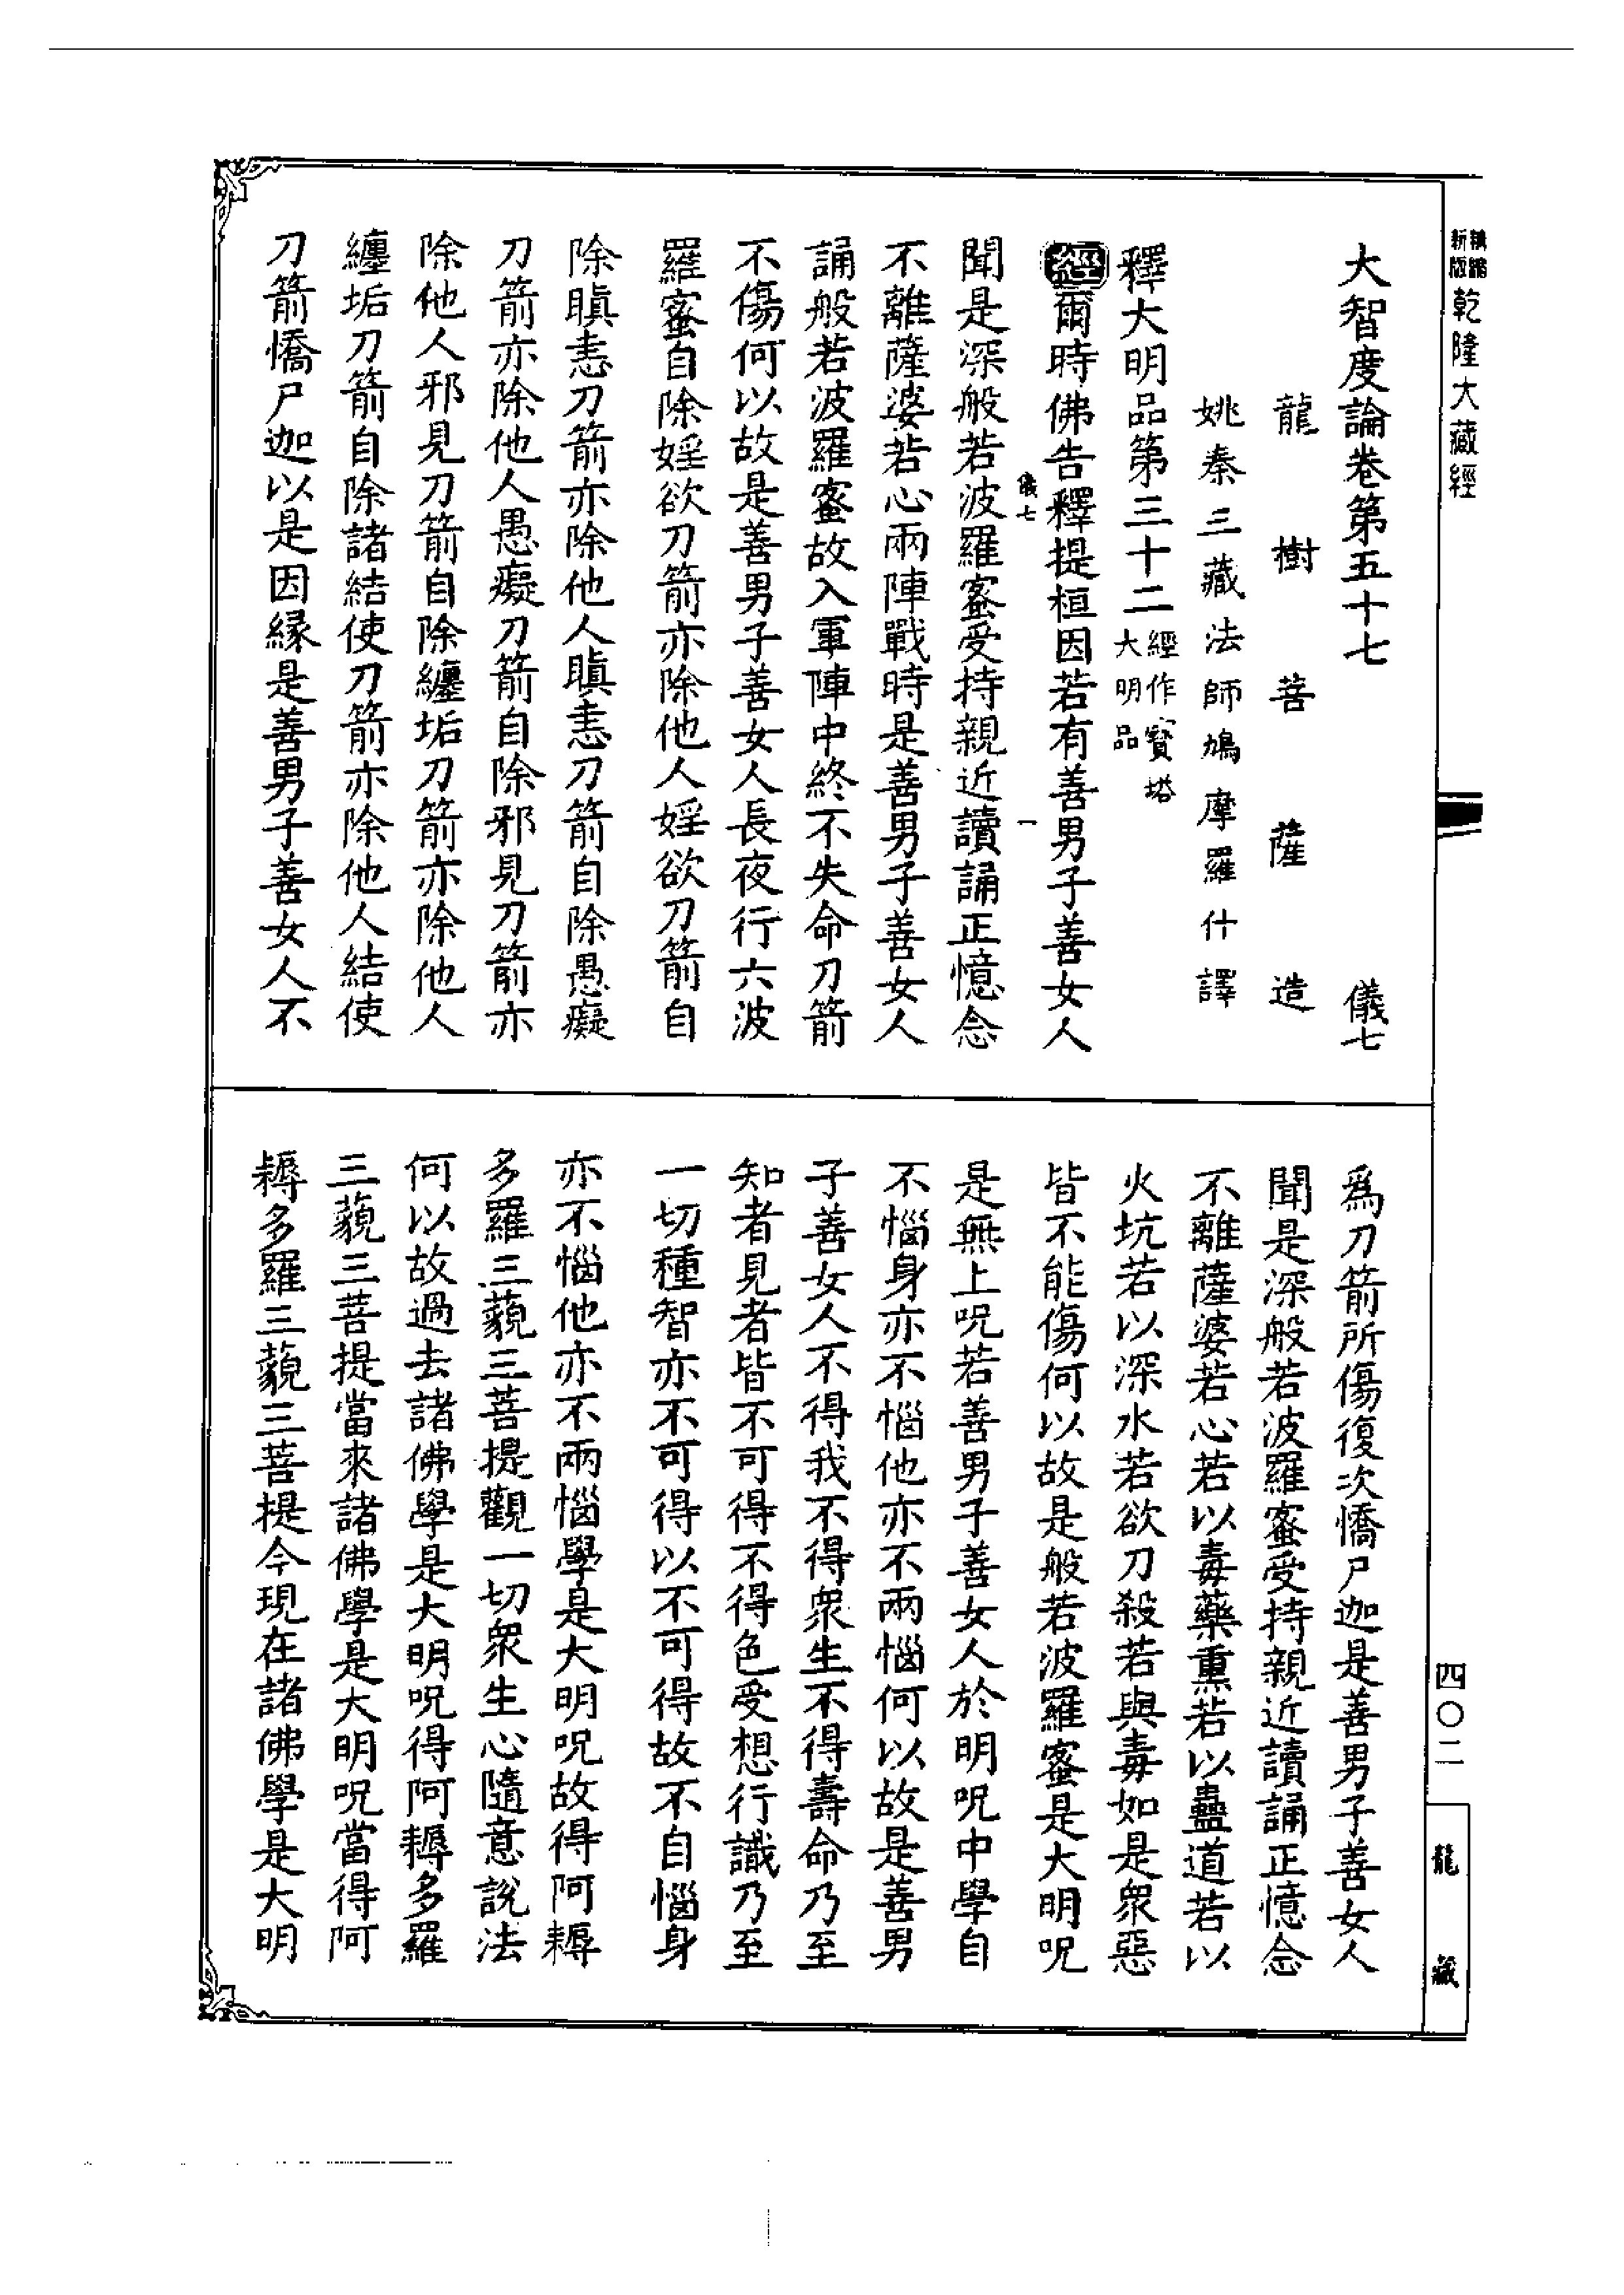 新版
乾隆大藏經
大智度論卷第五十七 儀七
龍樹菩薩造
姚秦三藏法師鳩摩羅什譯
釋大明品第三十二經作寶塔大明品
經爾時佛告釋提桓因若有善男子善女人
儀七 一
聞是深般若波羅蜜受持親近讀誦正憶念
不離薩婆若心兩陣戰時是善男子善女人
誦般若波羅蜜故入軍陣中終不失命刀箭
不傷何以故是善男子善女人長夜行六波
羅蜜自除婬欲刀箭亦除他人婬欲刀箭自
除瞋恚刀箭亦除他人瞋恚刀箭自除愚癡
刀箭亦除他人愚癡刀箭自除邪見刀箭亦
除他人邪見刀箭自除纏垢刀箭亦除他人
纏垢刀箭自除諸結使刀箭亦除他人結使
刀箭憍尸迦以是因緣是善男子善女人不
為刀箭所傷復次憍尸迦是善男子善女人
聞是深般若波羅蜜受持親近讀誦正憶念
不離薩婆若心若以毒藥熏若以蠱道若以
火坑若以深水若欲刀殺若與毒如是眾惡
皆不能傷何以故是般若波羅蜜是大明呪
是無上呪若善男子善女人於明呪中學自
不惱身亦不惱他亦不兩惱何以故是善男
子善女人不得我不得眾生不得壽命乃至
知者見者皆不可得不得色受想行識乃至
一切種智亦不可得以不可得故不自惱身
亦不惱他亦不兩惱學是大明呪故得阿耨
多羅三藐三菩提觀一切眾生心隨意說法
何以故過去諸佛學是大明呪得阿耨多羅
三藐三菩提當來諸佛學是大明呪當得阿
耨多羅三藐三菩提今現在諸佛學是大明
四〇二
龍藏